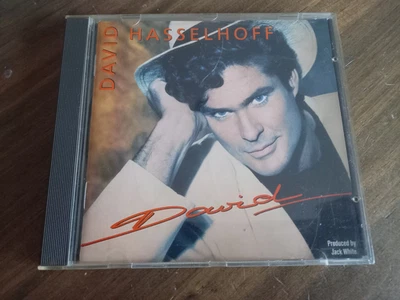 DAVID HASSELHOFF
David
Produced by
Jack White